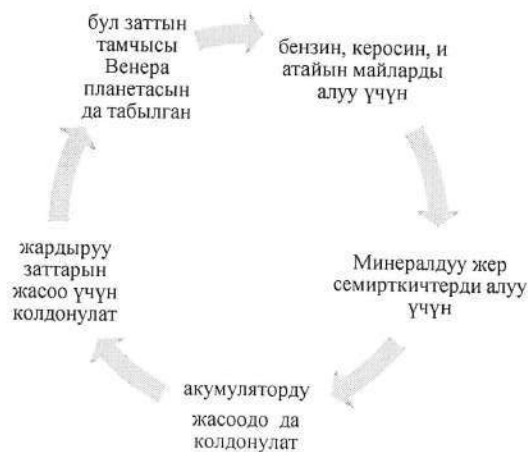 бул заттын
тамчысы
Венера
планетасын
да табылган
бензин, керосин, и
атайын майларды
алуу үчүн
Минералдуу жер
семирткичтерди алуу
үчүн
акумуляторду
жасоодо да
колдонулат
жардыруу
заттарын
жасоо үчүн
колдонулат